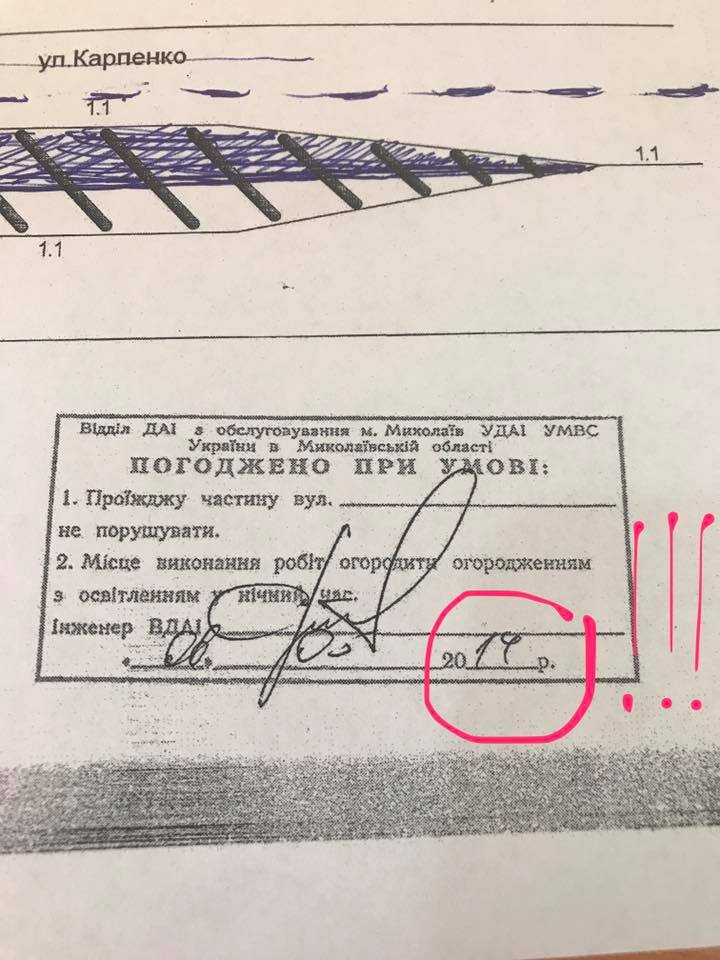 ул.Карпенко
1.1
1.1
1.1
Відділ ДАІ з обслуговування м. Миколаїв УДАІ УМВС
України в Миколаївській області
ПОГОДЖЕНО ПРИ УМОВІ:
1. Проїжджу частину вул.
не порушувати.
2. Місце виконання робіт огородити огородженням
з освітленням у нічний час.
Інженер ВДАІ
« » 2014 р.
!!!